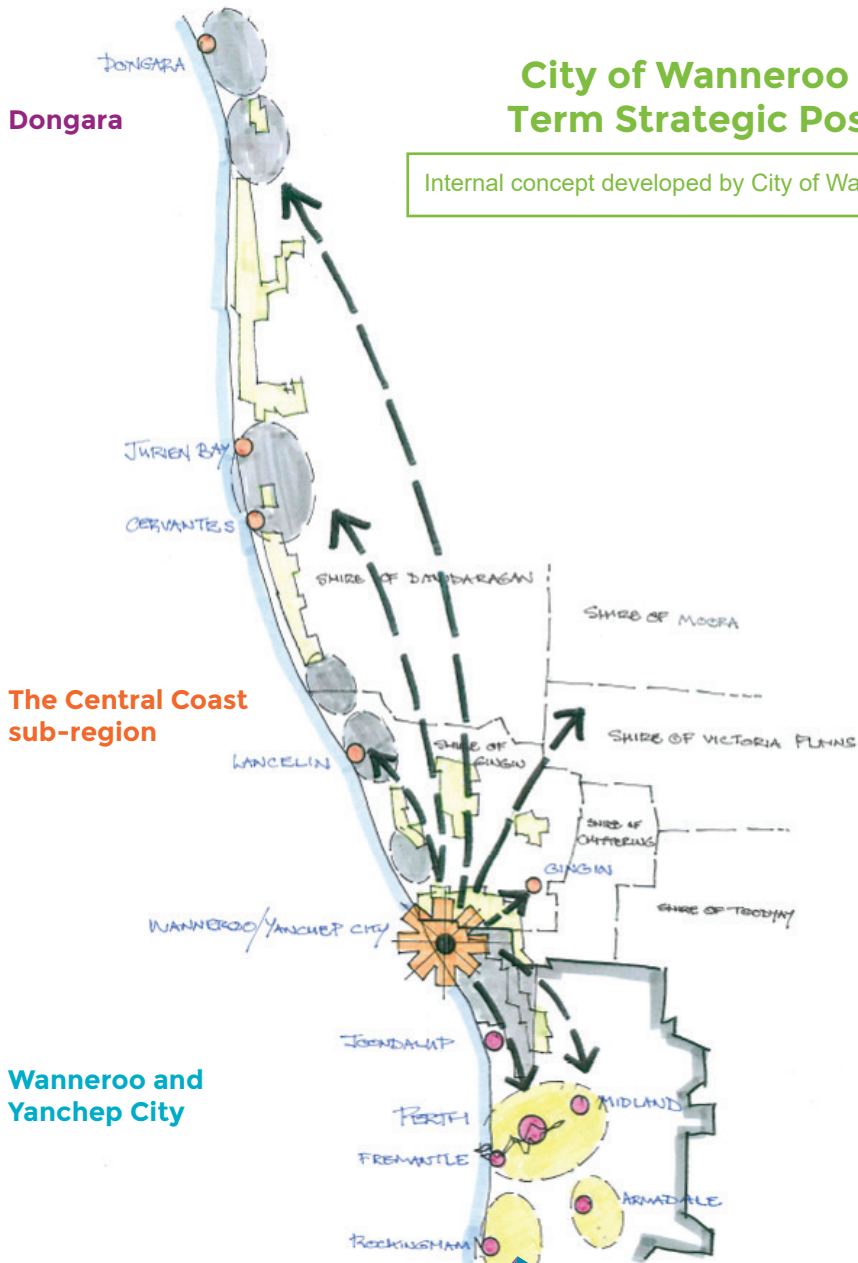 City of Wanneroo
Term Strategic Pos
Internal concept developed by City of Wa
DONGARA
Dongara
JURIEN BAY
CERVANTES
SHIRE OF DANDARAGAN
SHIRE OF MOORA
The Central Coast
sub-region
SHIRE OF VICTORIA PLAINS
SHIRE OF
GINGIN
LANCELIN
SHIRE OF
CHITTERING
GINGIN
SHIRE OF TOODYAY
WANNEROO/YANCHEP CITY
JOONDALUP
Wanneroo and
Yanchep City
MIDLAND
PERTH
FREMANTLE
ARMADALE
ROCKINGHAM